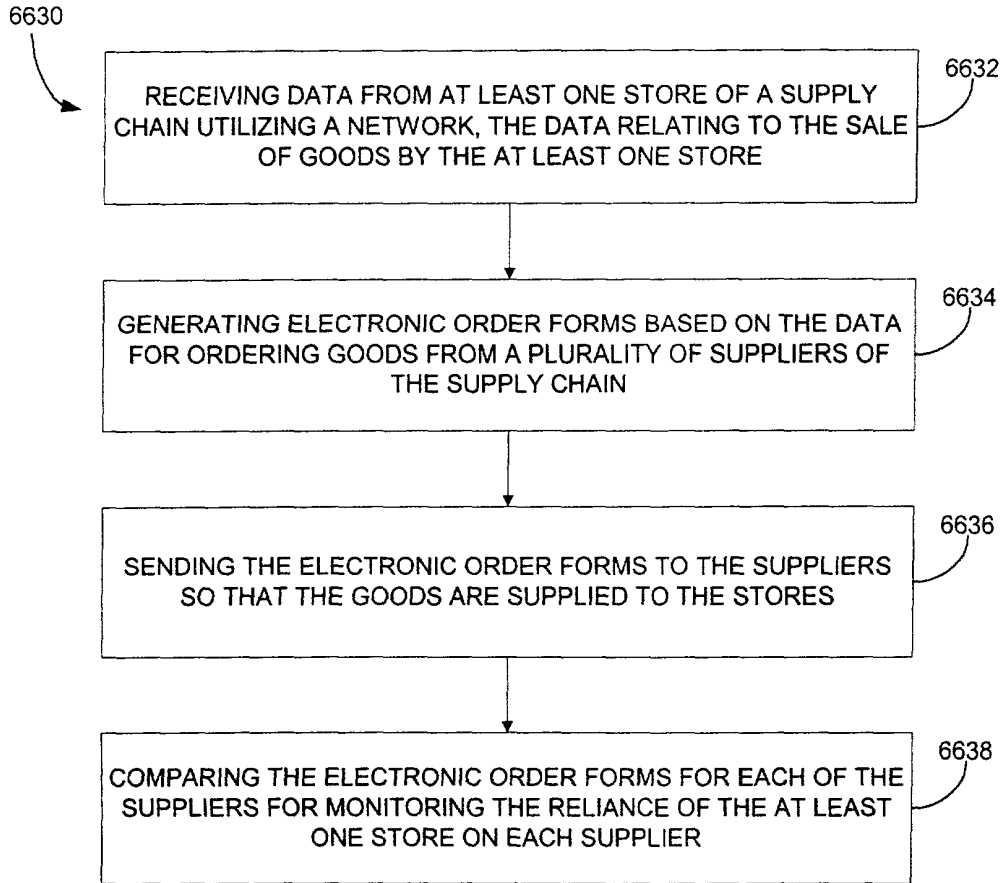 6630
6632
RECEIVING DATA FROM AT LEAST ONE STORE OF A SUPPLY
CHAIN UTILIZING A NETWORK, THE DATA RELATING TO THE SALE
OF GOODS BY THE AT LEAST ONE STORE
6634
GENERATING ELECTRONIC ORDER FORMS BASED ON THE DATA
FOR ORDERING GOODS FROM A PLURALITY OF SUPPLIERS OF
THE SUPPLY CHAIN
6636
SENDING THE ELECTRONIC ORDER FORMS TO THE SUPPLIERS
SO THAT THE GOODS ARE SUPPLIED TO THE STORES
6638
COMPARING THE ELECTRONIC ORDER FORMS FOR EACH OF THE
SUPPLIERS FOR MONITORING THE RELIANCE OF THE AT LEAST
ONE STORE ON EACH SUPPLIER